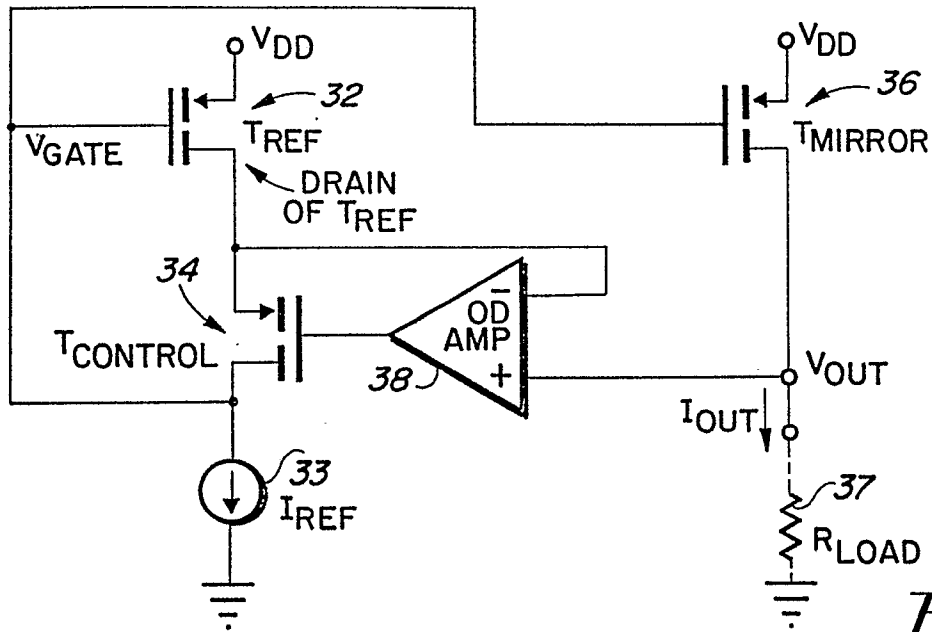 VDD
32
TREF
VGATE
DRAIN
OF TREF
VDD
36
TMIRROR
34
TCONTROL
OD
AMP
−
+
38
VOUT
IOUT
33
IREF
37
RLOAD